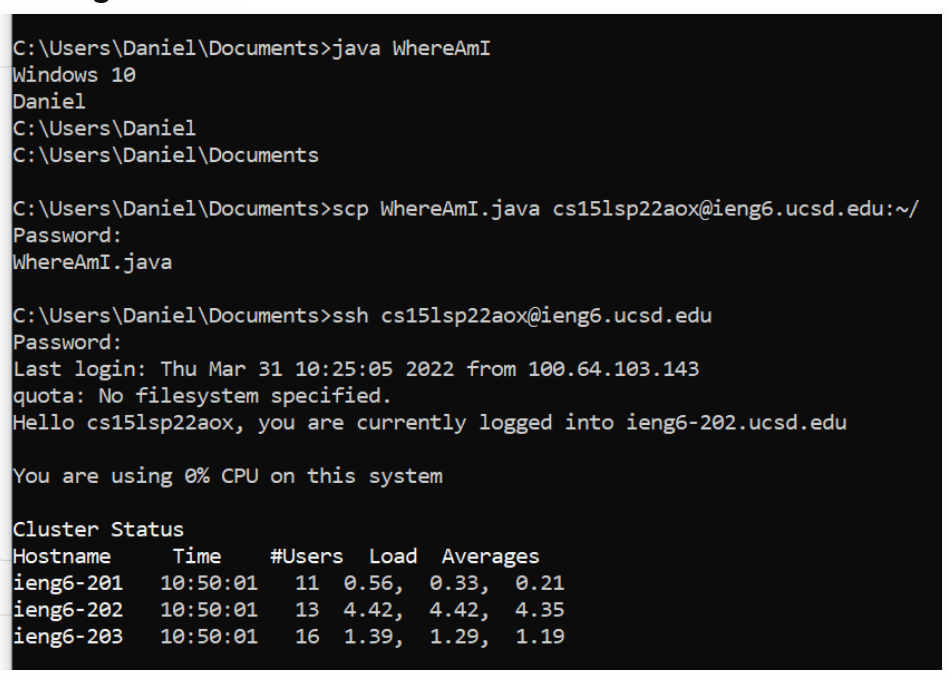 C:\Users\Daniel\Documents>java WhereAmI
Windows 10
Daniel
C:\Users\Daniel
C:\Users\Daniel\Documents
C:\Users\Daniel\Documents>scp WhereAmI.java cs15lsp22aox@ieng6.ucsd.edu:~/
Password:
WhereAmI.java
C:\Users\Daniel\Documents>ssh cs15lsp22aox@ieng6.ucsd.edu
Password:
Last login: Thu Mar 31 10:25:05 2022 from 100.64.103.143
quota: No filesystem specified.
Hello cs15lsp22aox, you are currently logged into ieng6-202.ucsd.edu
You are using 0% CPU on this system
Cluster Status
Hostname Time #Users Load Averages
ieng6-201 10:50:01 11 0.56, 0.33, 0.21
ieng6-202 10:50:01 13 4.42, 4.42, 4.35
ieng6-203 10:50:01 16 1.39, 1.29, 1.19